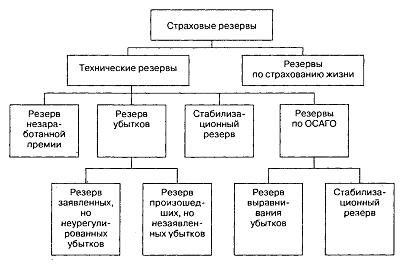 Страховые резервы
Технические резервы
Резервы
по страхованию жизни
Резерв
незара-
ботанной
премии
Резерв
убытков
Стабилиза-
ционный
резерв
Резервы
по ОСАГО
Резерв
заявленных, но
неурегули-
рованных
убытков
Резерв
произошед-
ших, но
незаявлен-
ных убытков
Резерв
выравни-
вания
убытков
Стабилиза-
ционный
резерв